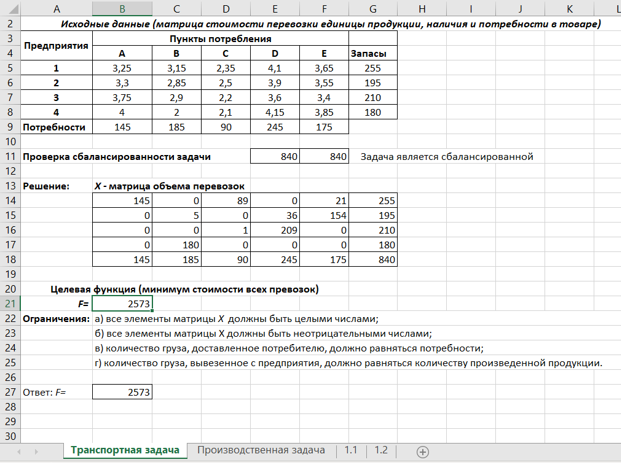 A B C D E F G H I J K L
2 Исходные данные (матрица стоимости перевозки единицы продукции, наличия и потребности в товаре)
3 Предприятия Пункты потребления
4 A B C D E Запасы
5 1 3,25 3,15 2,35 4,1 3,65 255
6 2 3,3 2,85 2,5 3,9 3,55 195
7 3 3,75 2,9 2,2 3,6 3,4 210
8 4 4 2 2,1 4,15 3,85 180
9 Потребности 145 185 90 245 175
10
11 Проверка сбалансированности задачи 840 840 Задача является сбалансированной
12
13 Решение: X - матрица объема перевозок
14 145 0 89 0 21 255
15 0 5 0 36 154 195
16 0 0 1 209 0 210
17 0 180 0 0 0 180
18 145 185 90 245 175 840
19
20 Целевая функция (минимум стоимости всех превозок)
21 F= 2573
22 Ограничения: а) все элементы матрицы X должны быть целыми числами;
23 б) все элементы матрицы X должны быть неотрицательными числами;
24 в) количество груза, доставленное потребителю, должно равняться потребности;
25 г) количество груза, вывезенное с предприятия, должно равняться количеству произведенной продукции.
26
27 Ответ: F= 2573
28
29
30
Транспортная задача Производственная задача 1.1 1.2